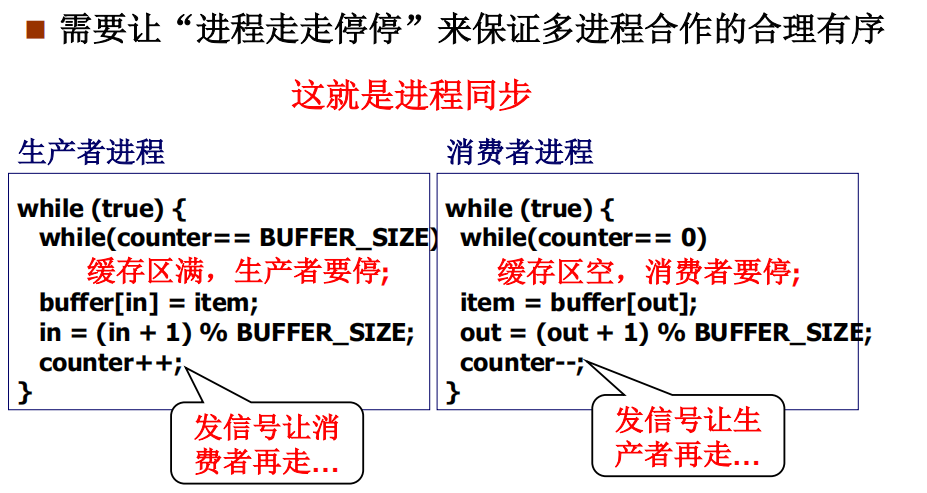 需要让“进程走走停停”来保证多进程合作的合理有序
这就是进程同步
生产者进程
while (true) {
while(counter== BUFFER_SIZE)
缓存区满，生产者要停;
buffer[in] = item;
in = (in + 1) % BUFFER_SIZE;
counter++;
}
发信号让消
费者再走...
消费者进程
while (true) {
while(counter== 0)
缓存区空，消费者要停;
item = buffer[out];
out = (out + 1) % BUFFER_SIZE;
counter--;
}
发信号让生
产者再走...